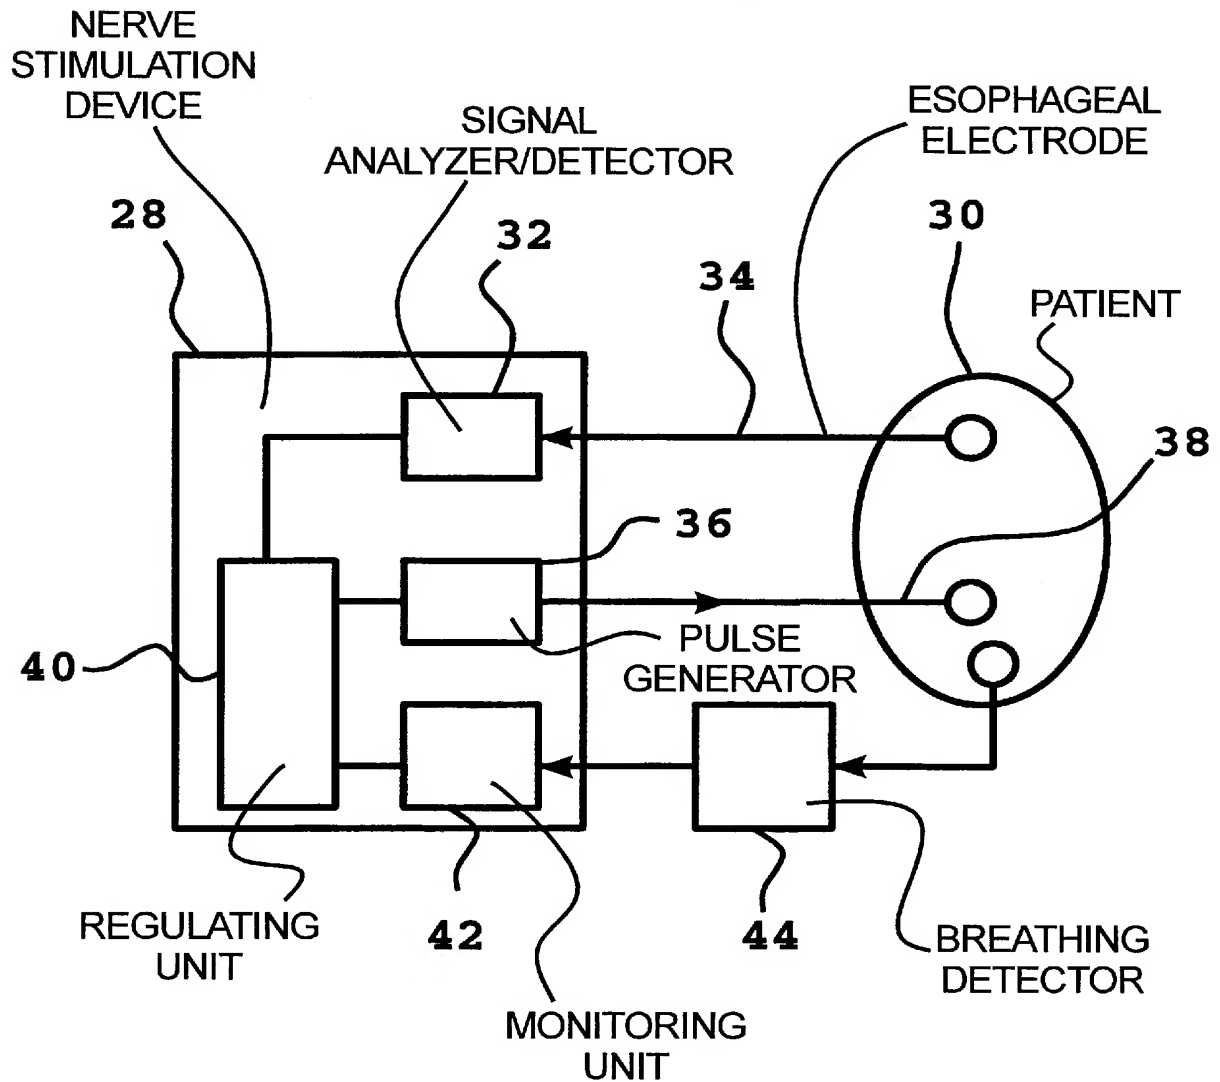 NERVE
STIMULATION
DEVICE
SIGNAL
ANALYZER/DETECTOR
ESOPHAGEAL
ELECTRODE
28
32
30
34
PATIENT
38
36
PULSE
GENERATOR
40
REGULATING
UNIT
42
44
BREATHING
DETECTOR
MONITORING
UNIT